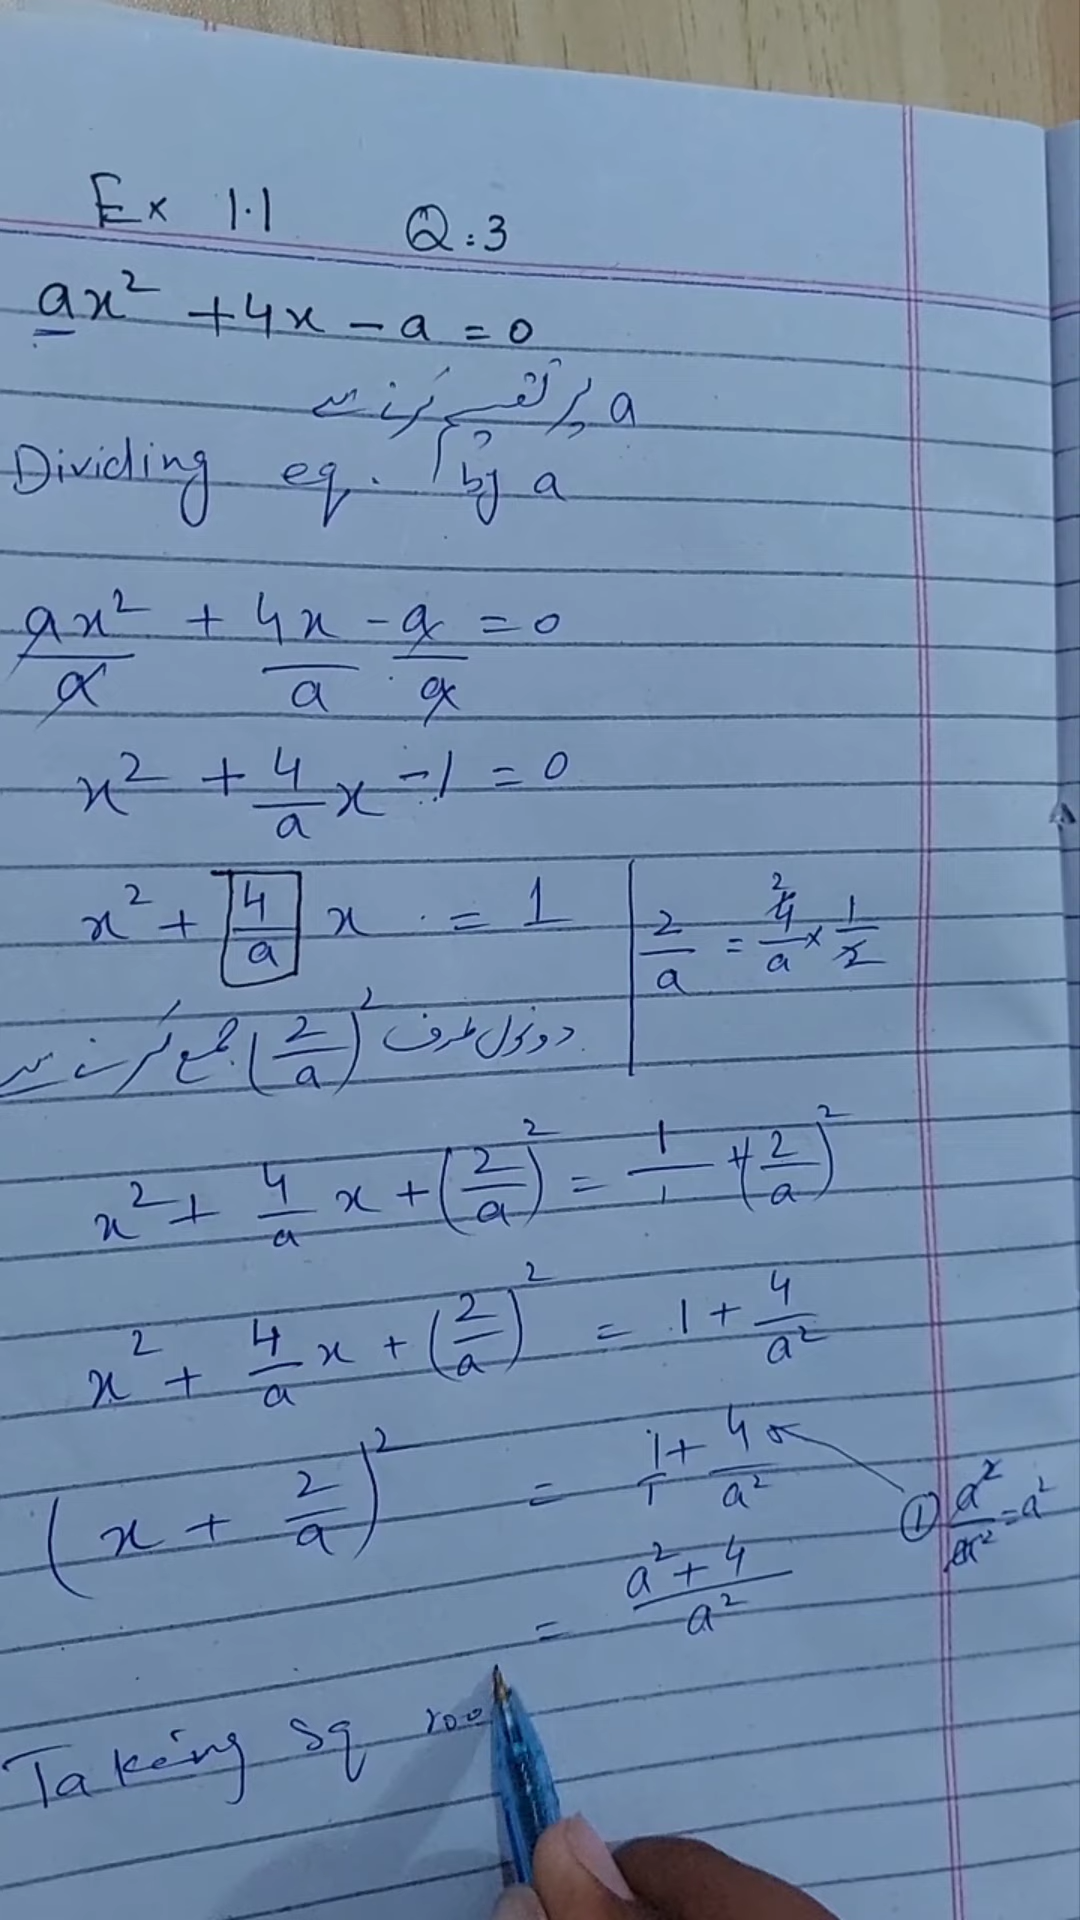 Ex 1.1 Q:3
ax² + 4x - a = 0
a پر تقسیم کرنے سے
Dividing eq. by a
ax²/a + 4x/a - a/a = 0
x² + 4/a x - 1 = 0
x² + 4/a x = 1
2/a = 4/a × 1/2
2
دونوں طرف (2/a)² جمع کرنے سے
x² + 4/a x + (2/a)² = 1/1 + (2/a)²
x² + 4/a x + (2/a)² = 1 + 4/a²
(x + 2/a)² = 1/1 + 4/a²
① a²/a² = a²
= a² + 4/a²
Taking sq roo